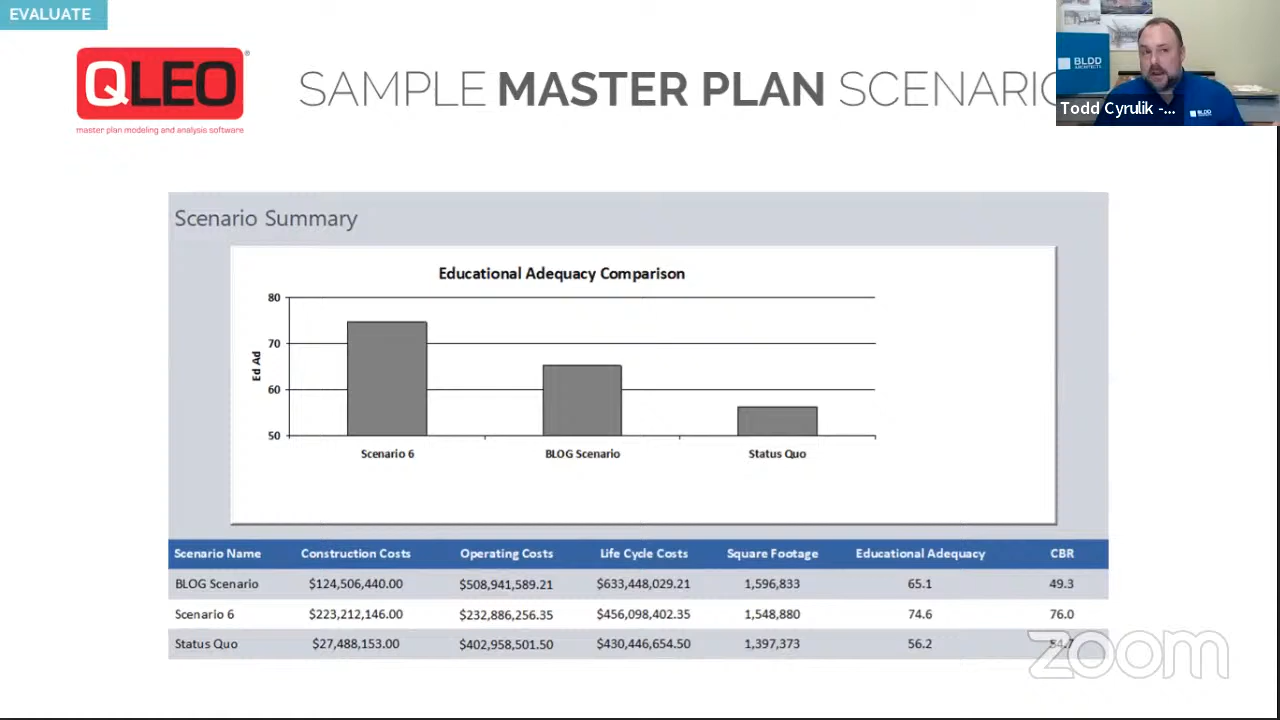 EVALUATE
QLEO®
master plan modeling and analysis software
SAMPLE MASTER PLAN SCENARIO
BLDD
ARCHITECTS
Todd Cyrulik -...
BLDD
Scenario Summary
Educational Adequacy Comparison
80
70
60
50
Ed Ad
Scenario 6 BLOG Scenario Status Quo
Scenario Name Construction Costs Operating Costs Life Cycle Costs Square Footage Educational Adequacy CBR
BLOG Scenario $124,506,440.00 $508,941,589.21 $633,448,029.21 1,596,833 65.1 49.3
Scenario 6 $223,212,146.00 $232,886,256.35 $456,098,402.35 1,548,880 74.6 76.0
Status Quo $27,488,153.00 $402,958,501.50 $430,446,654.50 1,397,373 56.2 54.7
zoom